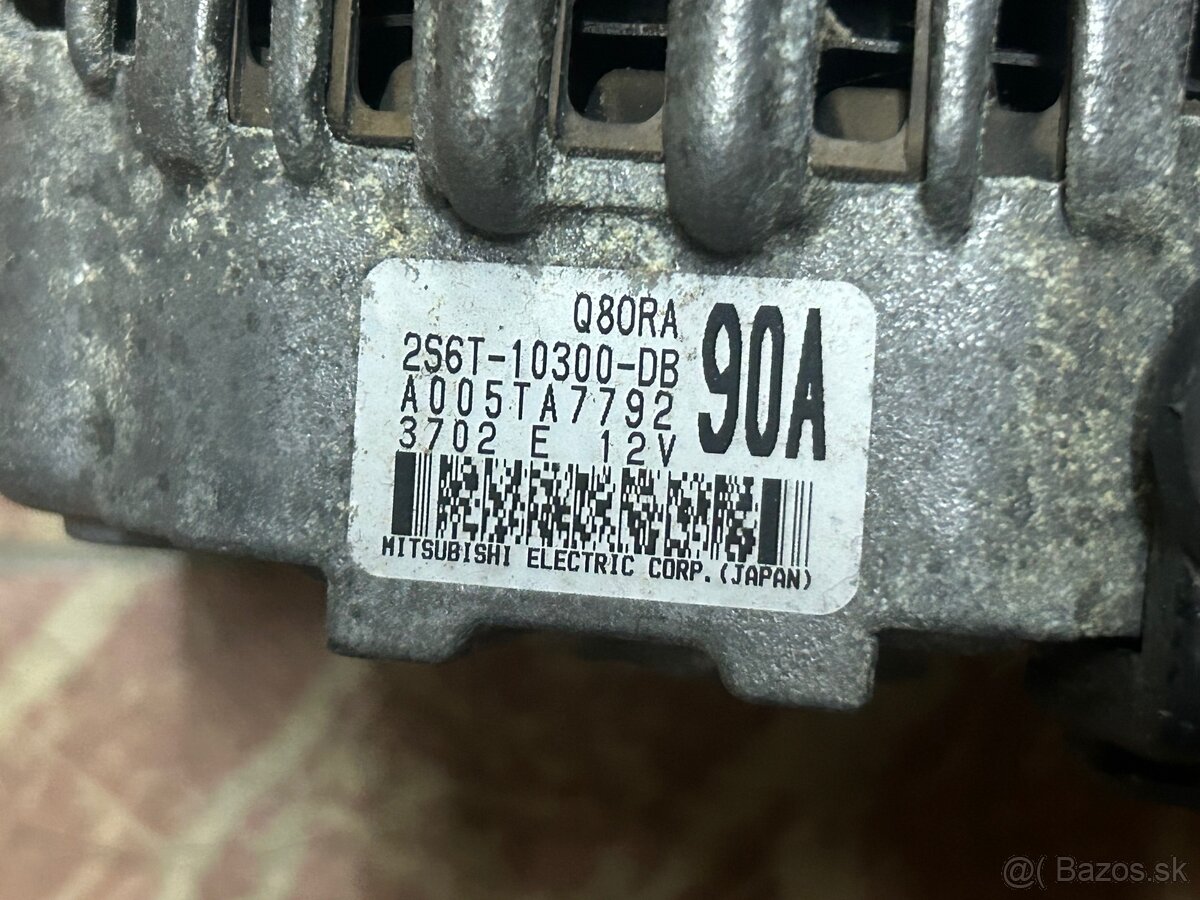 Q80RA
90A
2S6T-10300-DB
A005TA7792
3702 E 12V
MITSUBISHI ELECTRIC CORP.(JAPAN)
@( Bazos.sk